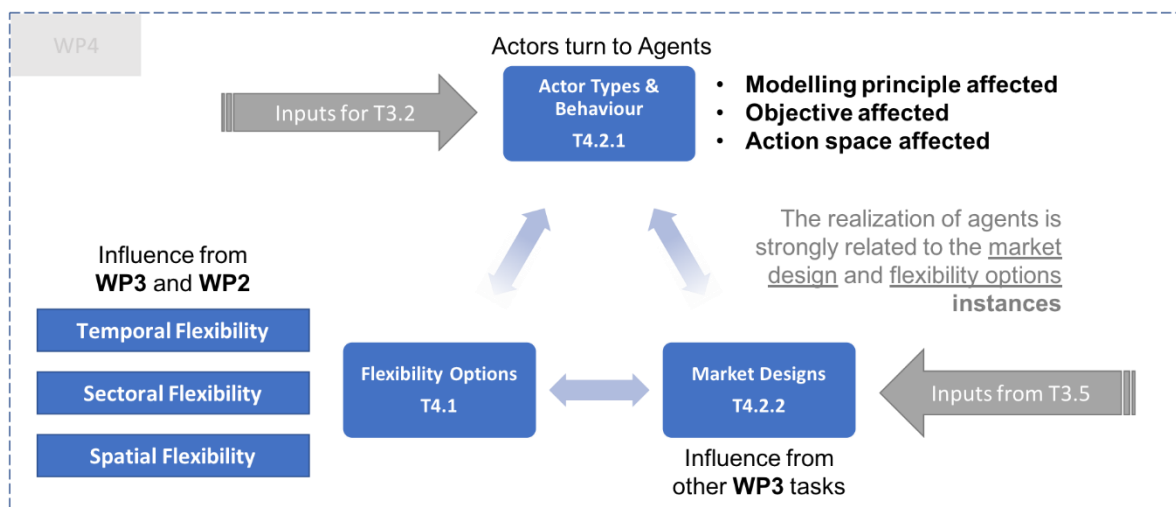 WP4
Actors turn to Agents
Inputs for T3.2
Actor Types &
Behaviour
T4.2.1
• Modelling principle affected
• Objective affected
• Action space affected
The realization of agents is
strongly related to the market
design and flexibility options
instances
Influence from
WP3 and WP2
Temporal Flexibility
Sectoral Flexibility
Spatial Flexibility
Flexibility Options
T4.1
Market Designs
T4.2.2
Inputs from T3.5
Influence from
other WP3 tasks